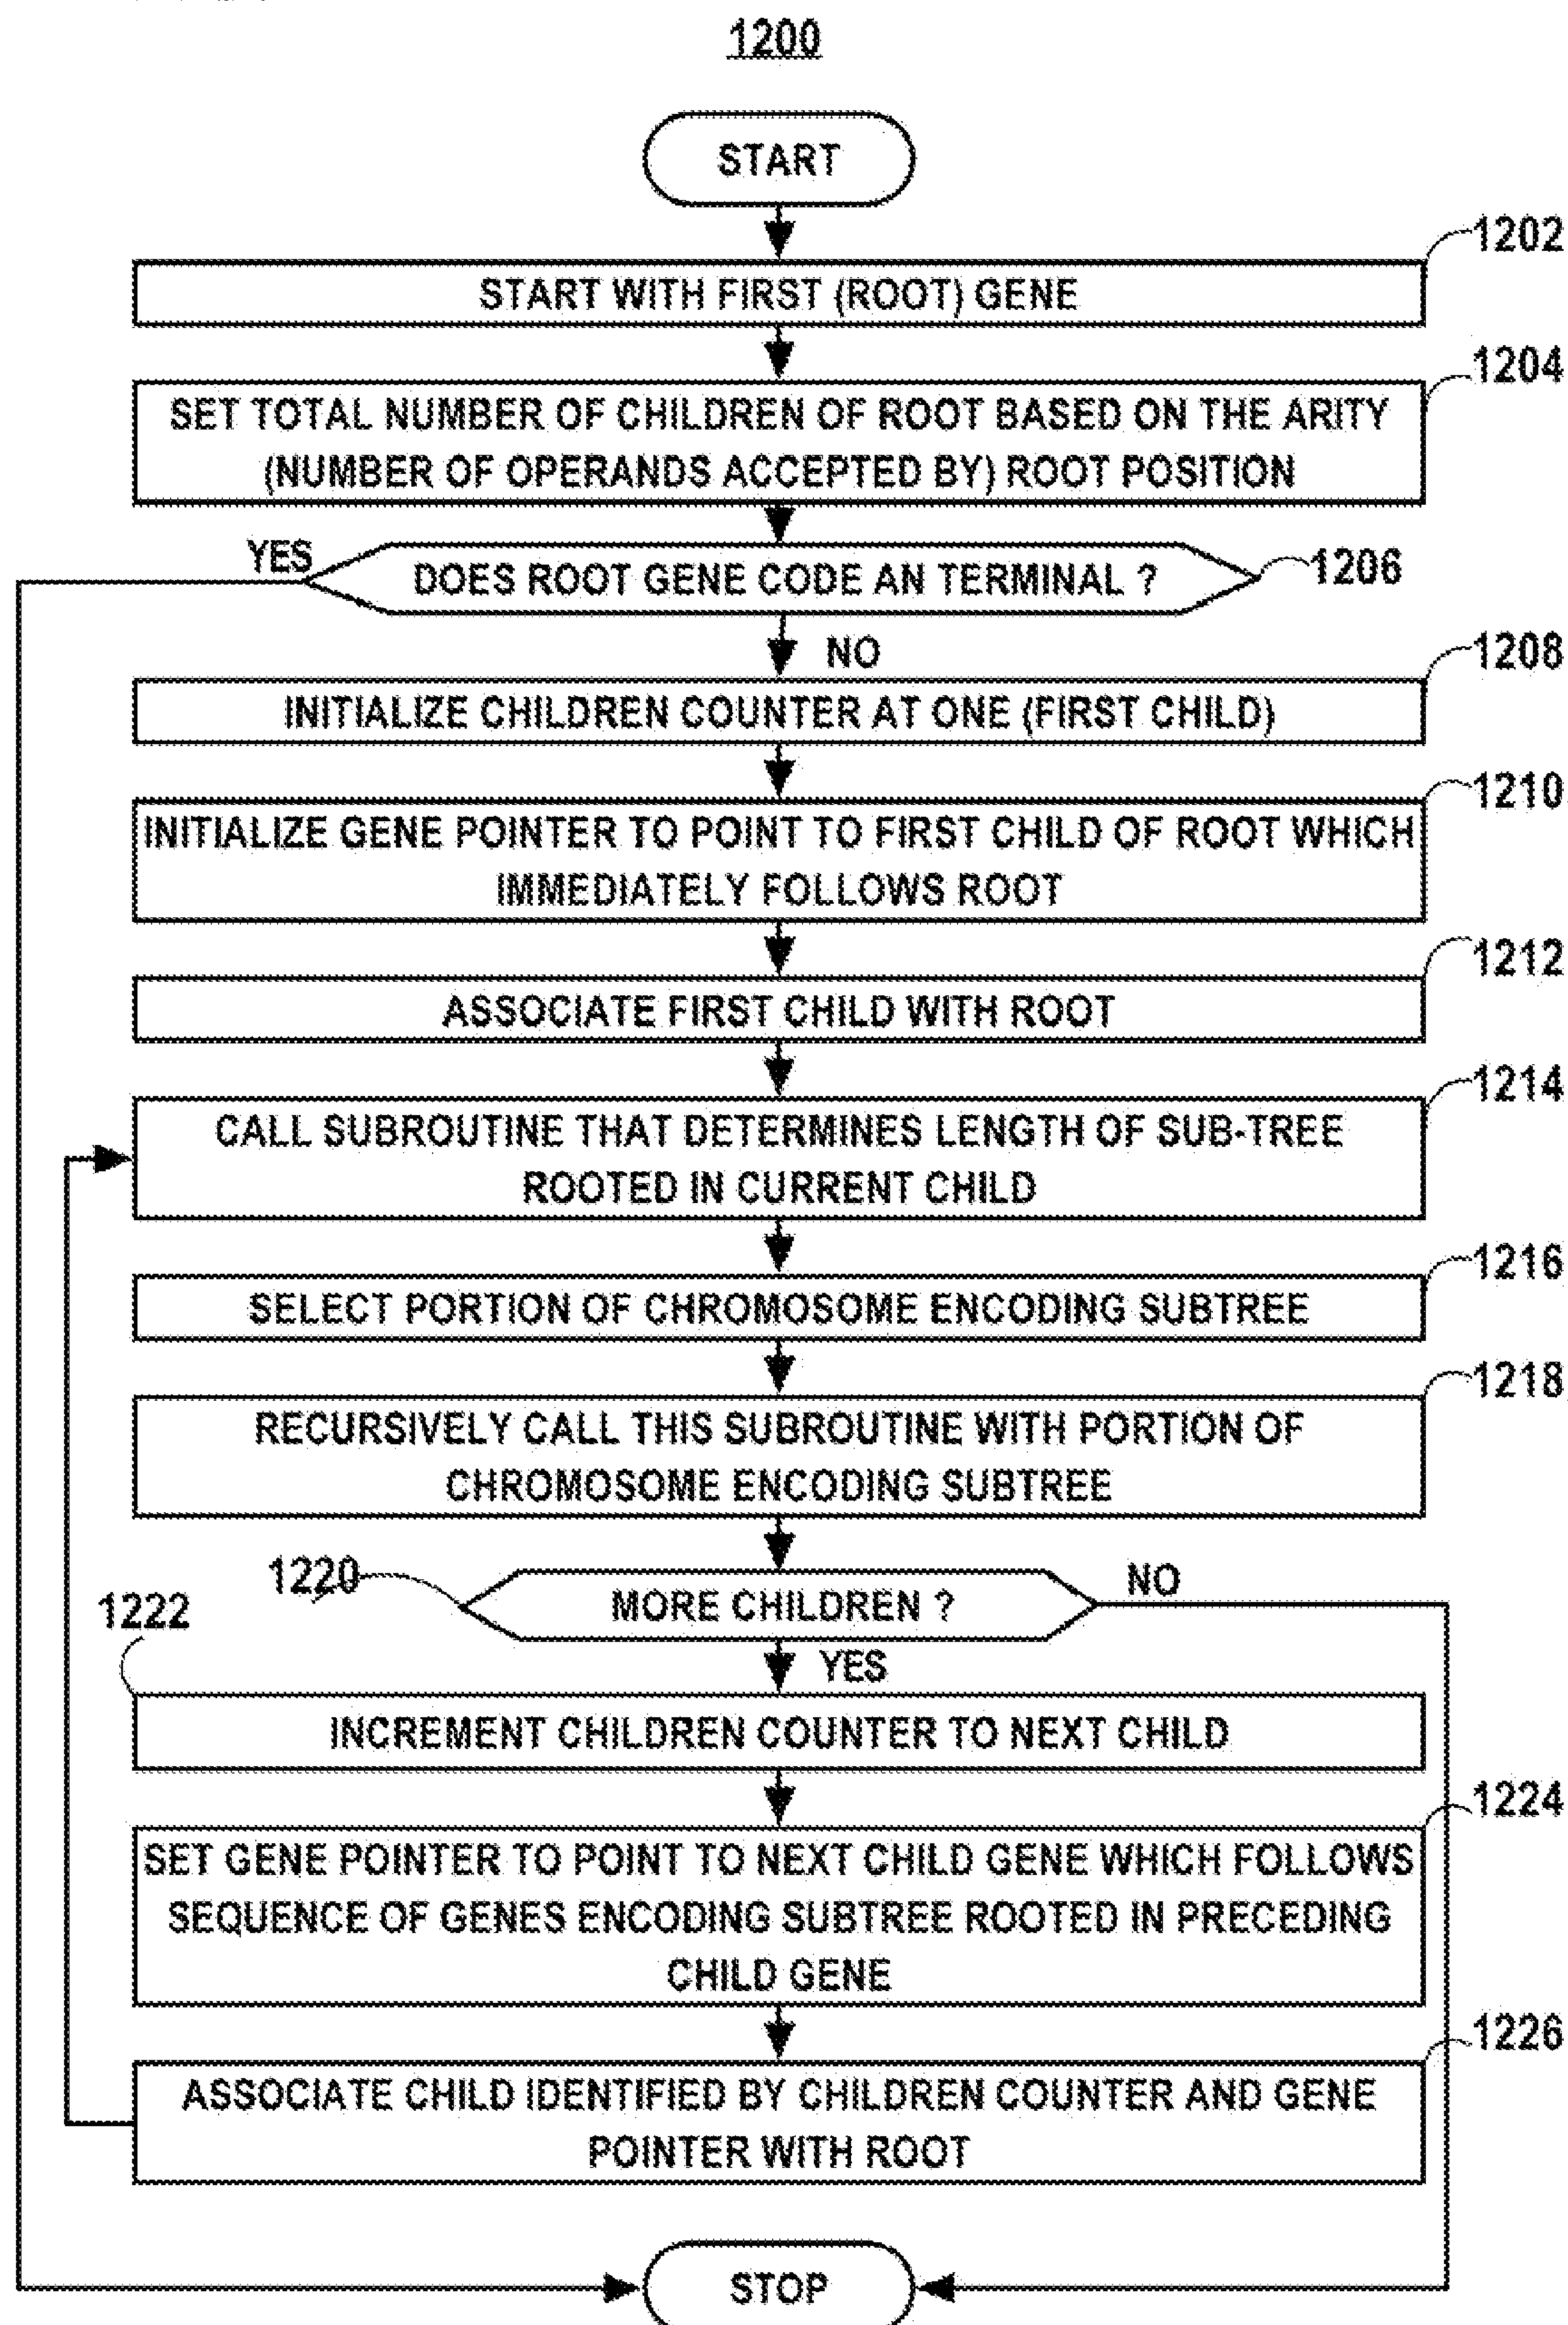 1200
START
1202
START WITH FIRST (ROOT) GENE
1204
SET TOTAL NUMBER OF CHILDREN OF ROOT BASED ON THE ARITY
(NUMBER OF OPERANDS ACCEPTED BY) ROOT POSITION
YES
DOES ROOT GENE CODE AN TERMINAL ?
1206
NO
1208
INITIALIZE CHILDREN COUNTER AT ONE (FIRST CHILD)
1210
INITIALIZE GENE POINTER TO POINT TO FIRST CHILD OF ROOT WHICH
IMMEDIATELY FOLLOWS ROOT
1212
ASSOCIATE FIRST CHILD WITH ROOT
1214
CALL SUBROUTINE THAT DETERMINES LENGTH OF SUB-TREE
ROOTED IN CURRENT CHILD
1216
SELECT PORTION OF CHROMOSOME ENCODING SUBTREE
1218
RECURSIVELY CALL THIS SUBROUTINE WITH PORTION OF
CHROMOSOME ENCODING SUBTREE
1220
MORE CHILDREN ?
NO
1222
YES
INCREMENT CHILDREN COUNTER TO NEXT CHILD
1224
SET GENE POINTER TO POINT TO NEXT CHILD GENE WHICH FOLLOWS
SEQUENCE OF GENES ENCODING SUBTREE ROOTED IN PRECEDING
CHILD GENE
1226
ASSOCIATE CHILD IDENTIFIED BY CHILDREN COUNTER AND GENE
POINTER WITH ROOT
STOP